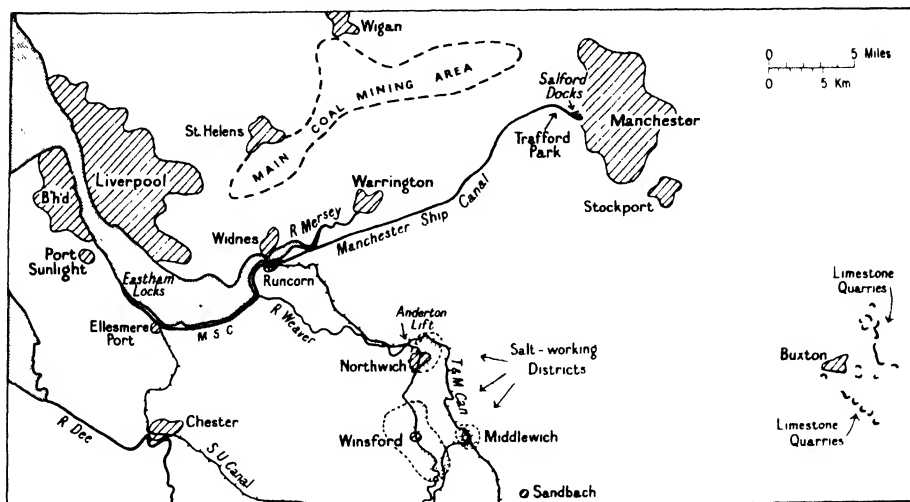 Wigan
0 5 Miles
0 5 Km
Salford
Docks
Manchester
MAIN COAL MINING AREA
Trafford
Park
St. Helens
Liverpool
Warrington
Stockport
B'h'd
R Mersey
Manchester Ship Canal
Widnes
Port
Sunlight
Eastham
Locks
Runcorn
Limestone
Quarries
Ellesmere
Port
M S C
R Weaver
Anderton
Lift
Northwich
T & M Can
Salt-working
Districts
Buxton
Chester
R Dee
S U Canal
Winsford
Middlewich
Limestone
Quarries
Sandbach